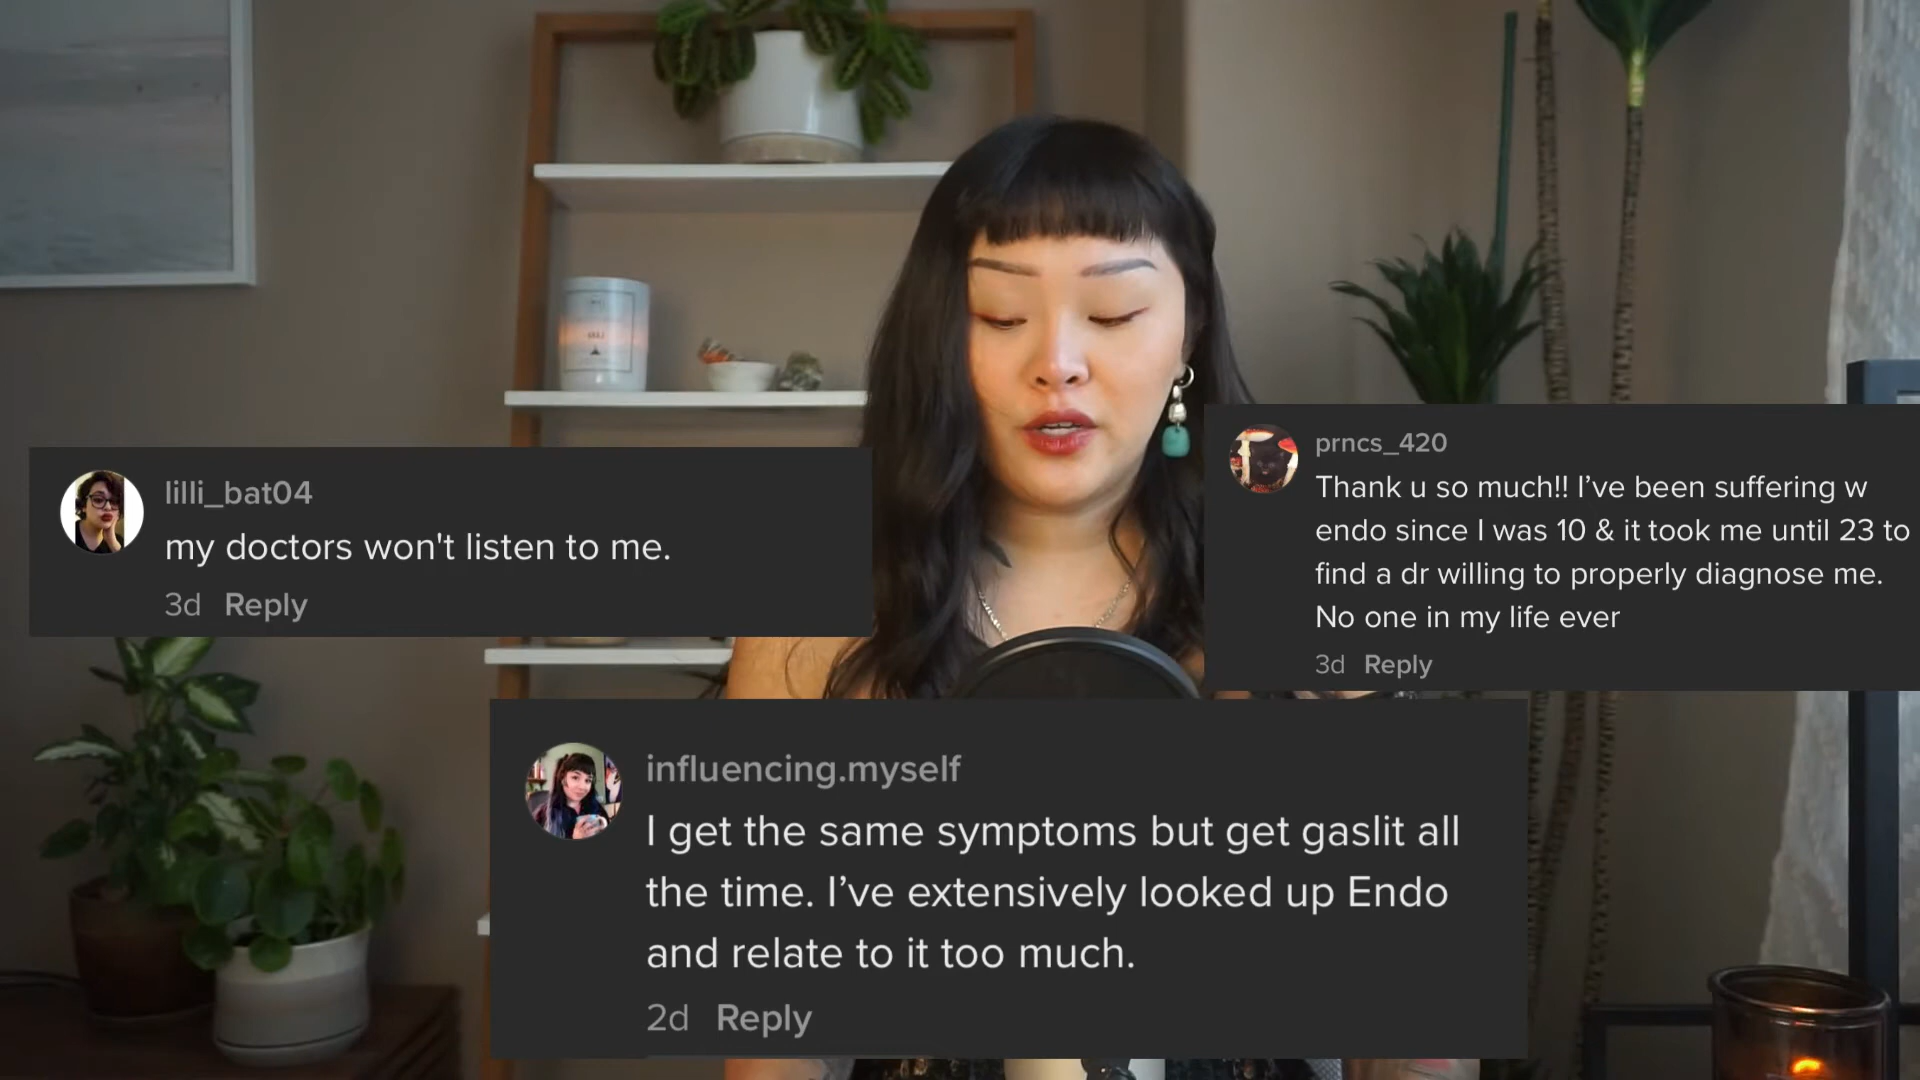 lilli_bat04
my doctors won't listen to me.
3d Reply
prncs_420
Thank u so much!! I’ve been suffering w
endo since I was 10 & it took me until 23 to
find a dr willing to properly diagnose me.
No one in my life ever
3d Reply
influencing.myself
I get the same symptoms but get gaslit all
the time. I’ve extensively looked up Endo
and relate to it too much.
2d Reply